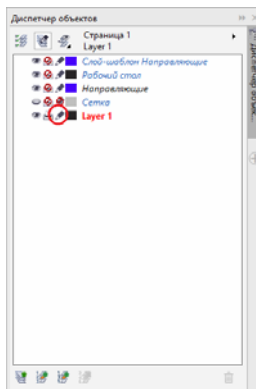 Диспетчер объектов
Страница 1
Layer 1
Слой-шаблон Направляющие
Рабочий стол
Направляющие
Сетка
Layer 1